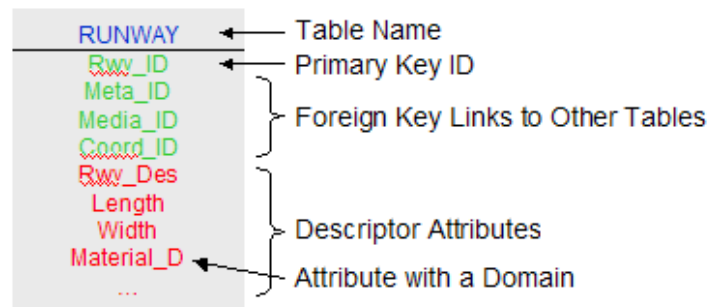 RUNWAY Table Name
Rwy_ID Primary Key ID
Meta_ID
Media_ID Foreign Key Links to Other Tables
Coord_ID
Rwy_Des
Length
Width Descriptor Attributes
Material_D
Attribute with a Domain
...